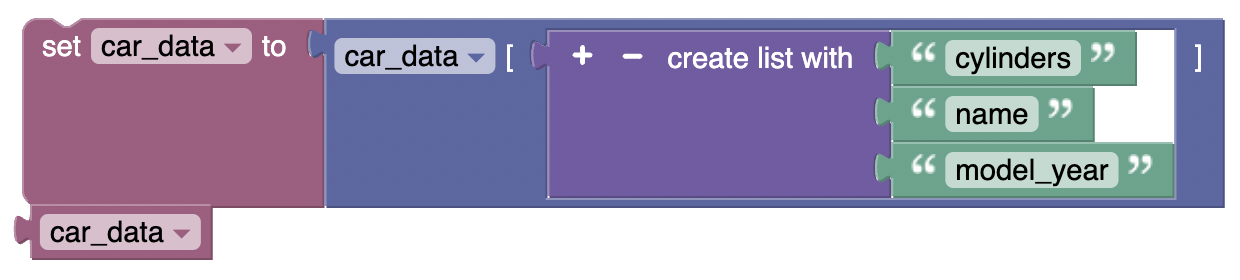 set car_data to car_data [ + − create list with “ cylinders ” ]
“ name ”
“ model_year ”
car_data